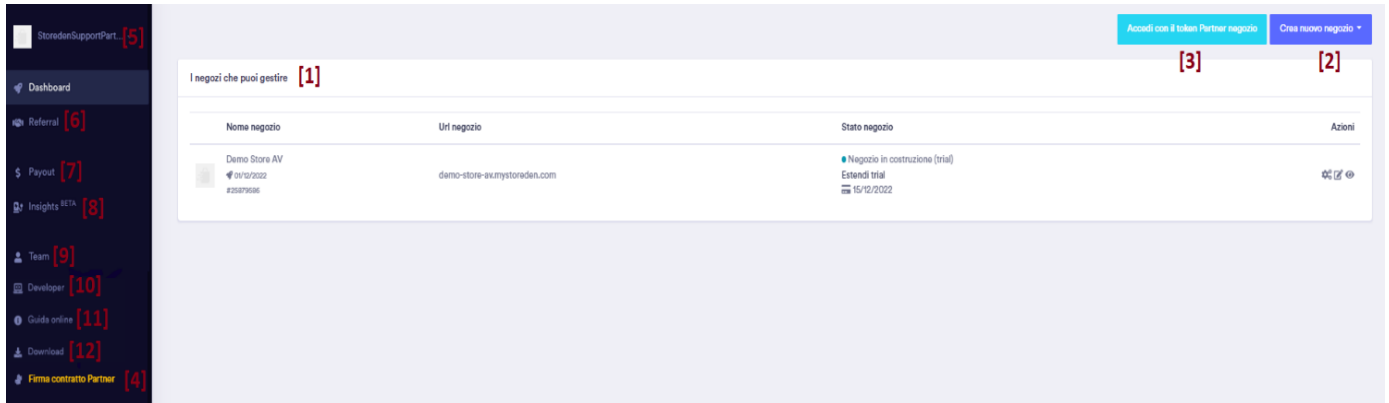 StoredenSupportPart... [5]
Dashboard
Referral [6]
Payout [7]
Insights BETA [8]
Team [9]
Developer [10]
Guida online [11]
Download [12]
Firma contratto Partner [4]
Accedi con il token Partner negozio
[3]
Crea nuovo negozio
[2]
I negozi che puoi gestire [1]
Nome negozio Url negozio Stato negozio Azioni
Demo Store AV
01/12/2022
#25879586
demo-store-av.mystoreden.com
Negozio in costruzione (trial)
Estendi trial
15/12/2022